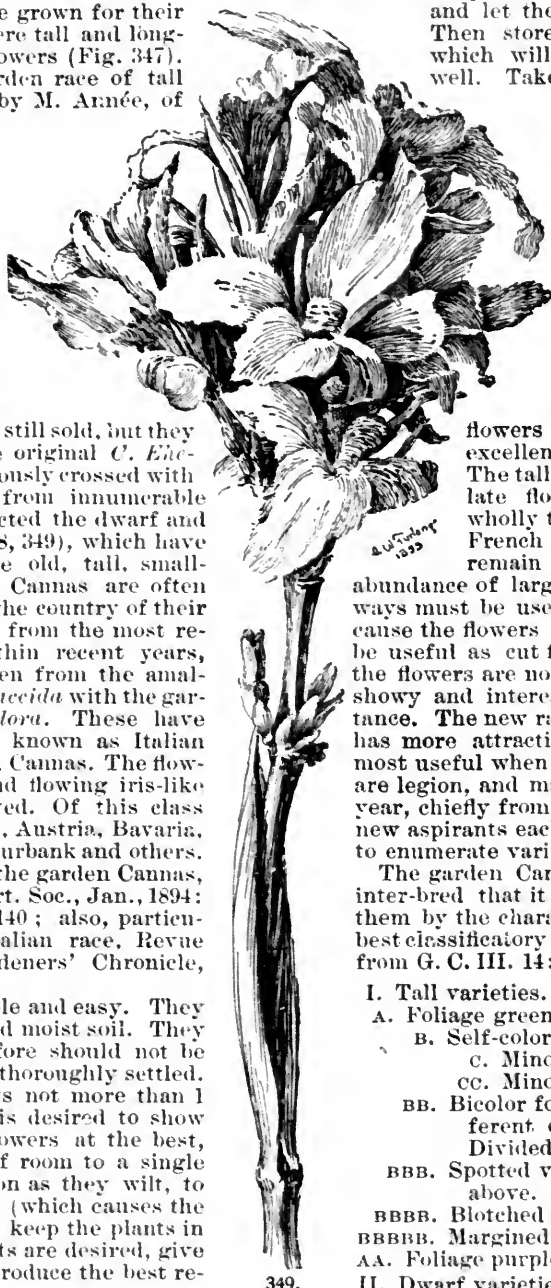 e grown for their
ere tall and long-
owers (Fig. 347).
rden race of tall
by M. Année, of
still sold, but they
e original C. Ehe-
ously crossed with
from innumerable
cted the dwarf and
8, 349), which have
e old, tall, small-
Cannas are often
he country of their
from the most re-
thin recent years,
en from the amal-
accida with the gar-
lora. These have
known as Italian
Cannas. The flow-
nd flowing iris-like
ved. Of this class
, Austria, Bavaria,
urbank and others.
the garden Cannas,
rt. Soc., Jan., 1894:
140 ; also, particu-
alian race, Revue
deners' Chronicle,
le and easy. They
d moist soil. They
fore should not be
thoroughly settled.
s not more than 1
is desired to show
owers at the best,
f room to a single
on as they wilt, to
(which causes the
keep the plants in
ts are desired, give
roduce the best re-
1899
349.
and let the
Then store
which will
well. Take
flowers
excellen
The tall
late flo
wholly t
French
remain
abundance of larg
ways must be use
cause the flowers
be useful as cut f
the flowers are no
showy and intere
tance. The new ra
has more attracti
most useful when
are legion, and m
year, chiefly from
new aspirants eac
to enumerate vari
The garden Can
inter-bred that it
them by the chara
best classificatory
from G. C. III. 14:
I. Tall varieties.
A. Foliage green
B. Self-color
C. Mino
CC. Mino
BB. Bicolor fo
ferent c
Divided
BBB. Spotted v
above.
BBBB. Blotched
BBBBB. Margined
AA. Foliage purpl
II. Dwarf varietie